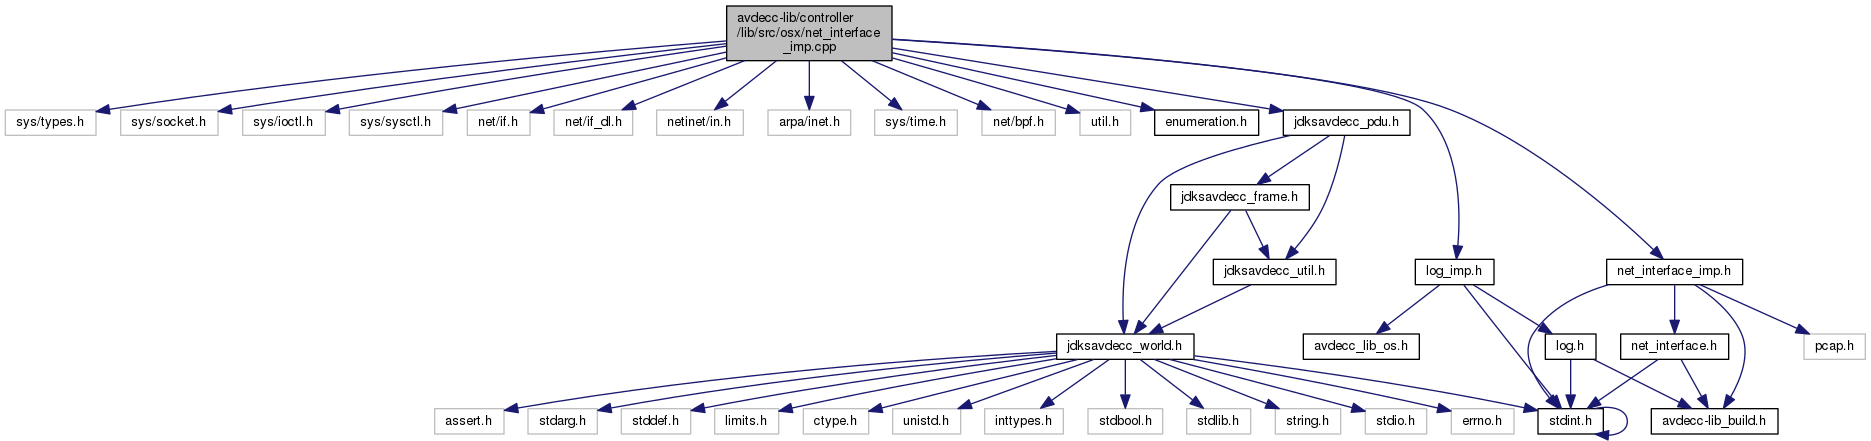 avdecc-lib/controller
/lib/src/osx/net_interface
_imp.cpp
sys/types.h
sys/socket.h
sys/ioctl.h
sys/sysctl.h
net/if.h
net/if_dl.h
netinet/in.h
arpa/inet.h
sys/time.h
net/bpf.h
util.h
enumeration.h
jdksavdecc_pdu.h
jdksavdecc_frame.h
jdksavdecc_util.h
log_imp.h
net_interface_imp.h
jdksavdecc_world.h
avdecc_lib_os.h
log.h
net_interface.h
pcap.h
assert.h
stdarg.h
stddef.h
limits.h
ctype.h
unistd.h
inttypes.h
stdbool.h
stdlib.h
string.h
stdio.h
errno.h
stdint.h
avdecc-lib_build.h